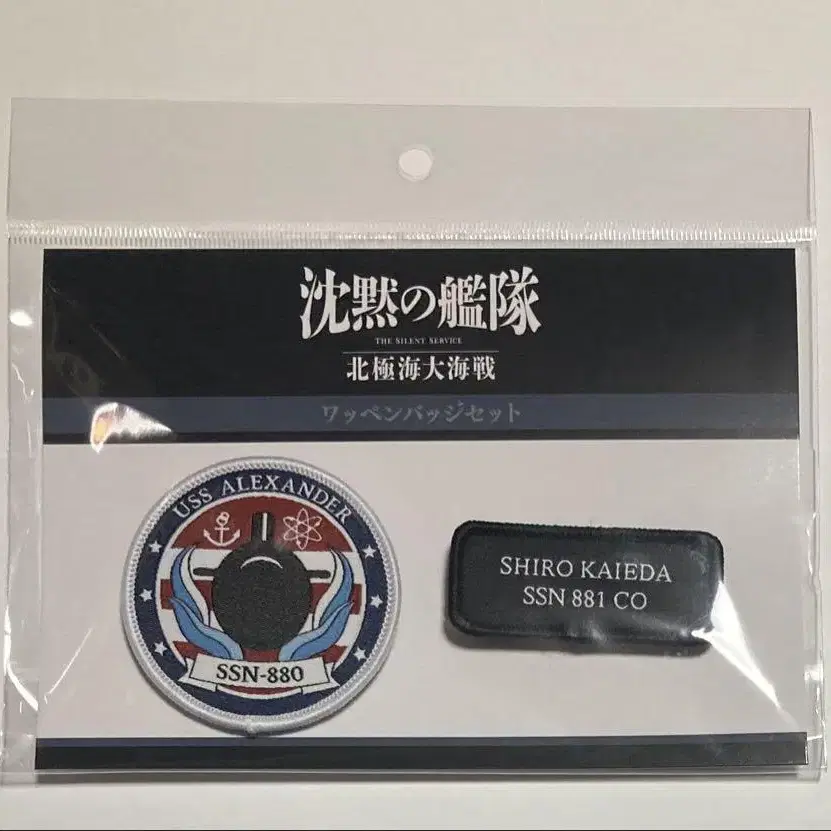 沈黙の艦隊
THE SILENT SERVICE
北極海大海戦
ワッペンバッジセット
USS ALEXANDER
SSN-880
SHIRO KAIEDA
SSN 881 CO